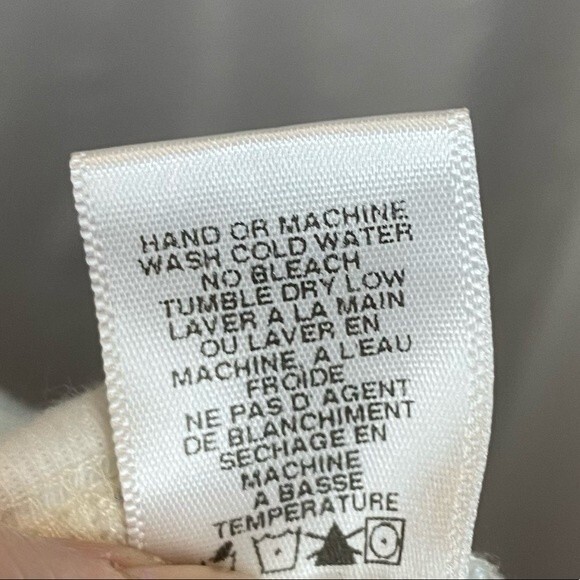 HAND OR MACHINE
WASH COLD WATER
NO BLEACH
TUMBLE DRY LOW
LAVER A LA MAIN
OU LAVER EN
MACHINE, A L'EAU
FROIDE
NE PAS D'AGENT
DE BLANCHIMENT
SECHAGE EN
MACHINE
A BASSE
TEMPERATURE